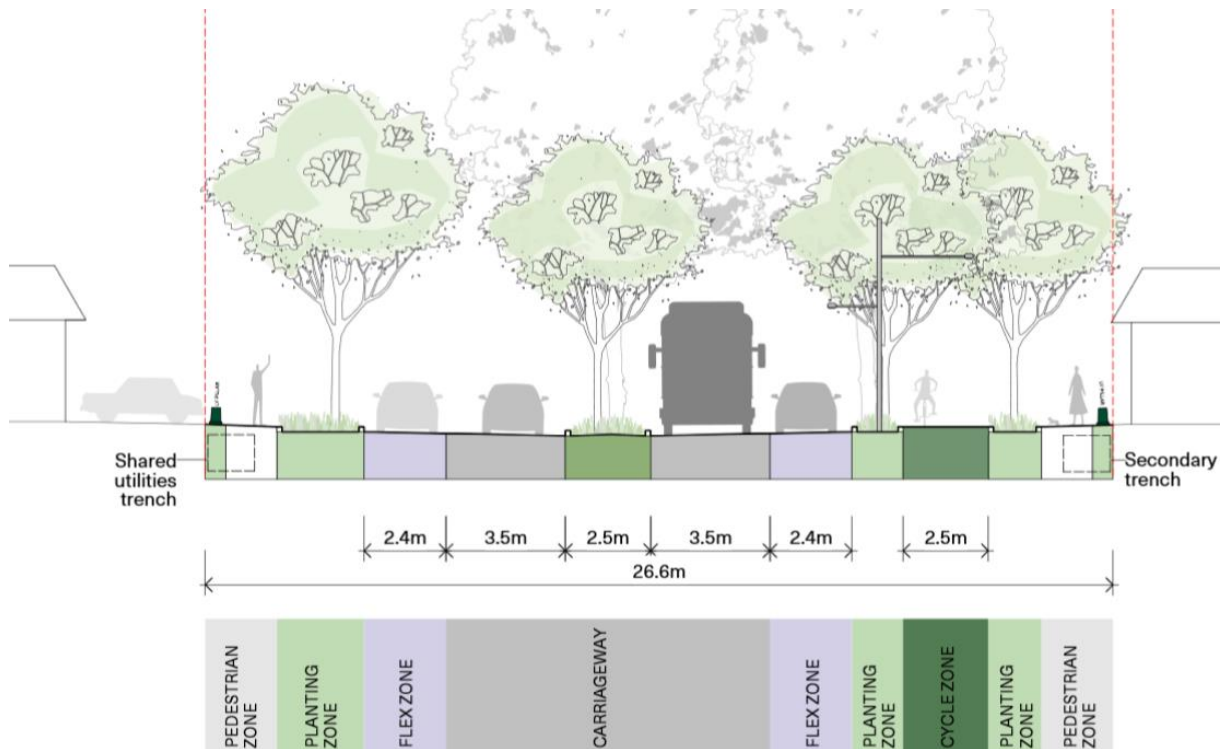 Shared
utilities
trench
Secondary
trench
2.4m
3.5m
2.5m
3.5m
2.4m
2.5m
26.6m
PEDESTRIAN
ZONE
PLANTING
ZONE
FLEX ZONE
CARRIAGEWAY
FLEX ZONE
PLANTING
ZONE
CYCLE ZONE
PLANTING
ZONE
PEDESTRIAN
ZONE